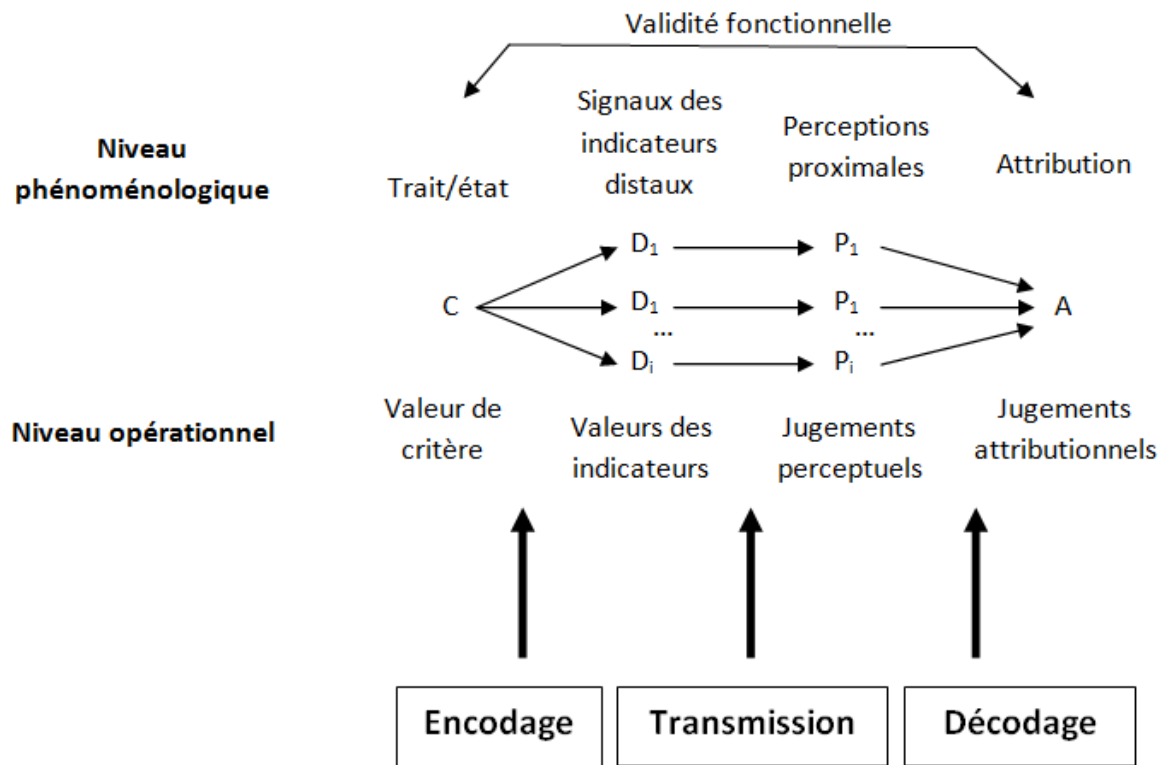 Validité fonctionnelle
Niveau
phénoménologique
Trait/état
Signaux des
indicateurs
distaux
Perceptions
proximales
Attribution
D₁ P₁
C D₁ P₁ A
... ...
Dᵢ Pᵢ
Niveau opérationnel
Valeur de
critère
Valeurs des
indicateurs
Jugements
perceptuels
Jugements
attributionnels
Encodage
Transmission
Décodage